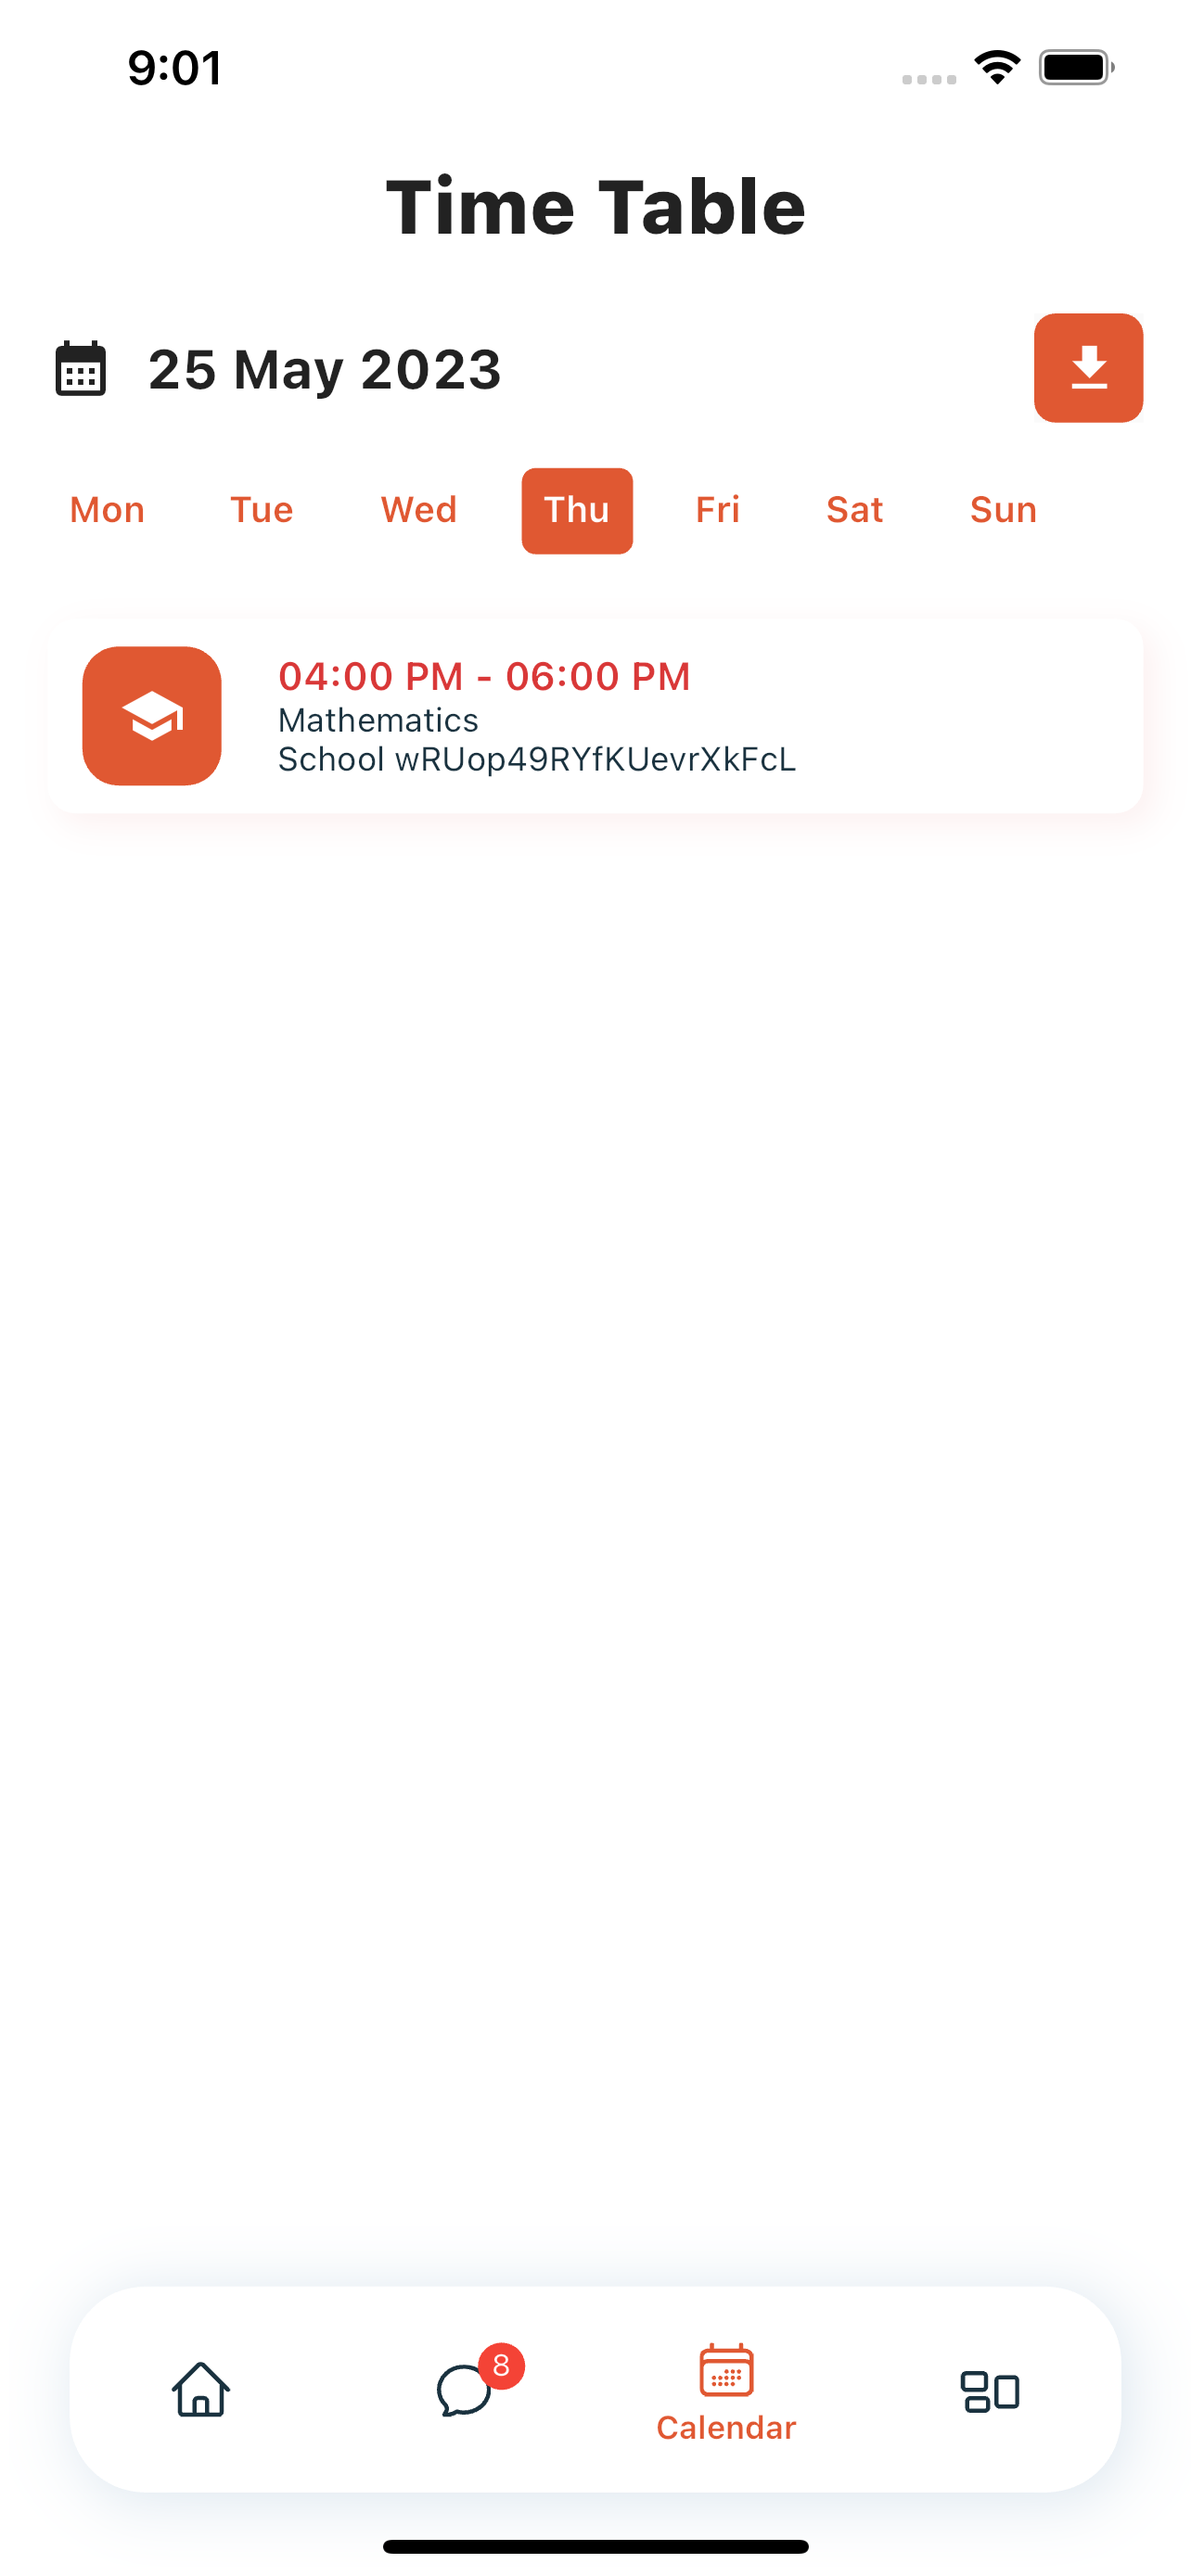 9:01
Time Table
25 May 2023
Mon Tue Wed Thu Fri Sat Sun
04:00 PM - 06:00 PM
Mathematics
School wRUop49RYfKUevrXkFcL
8
Calendar